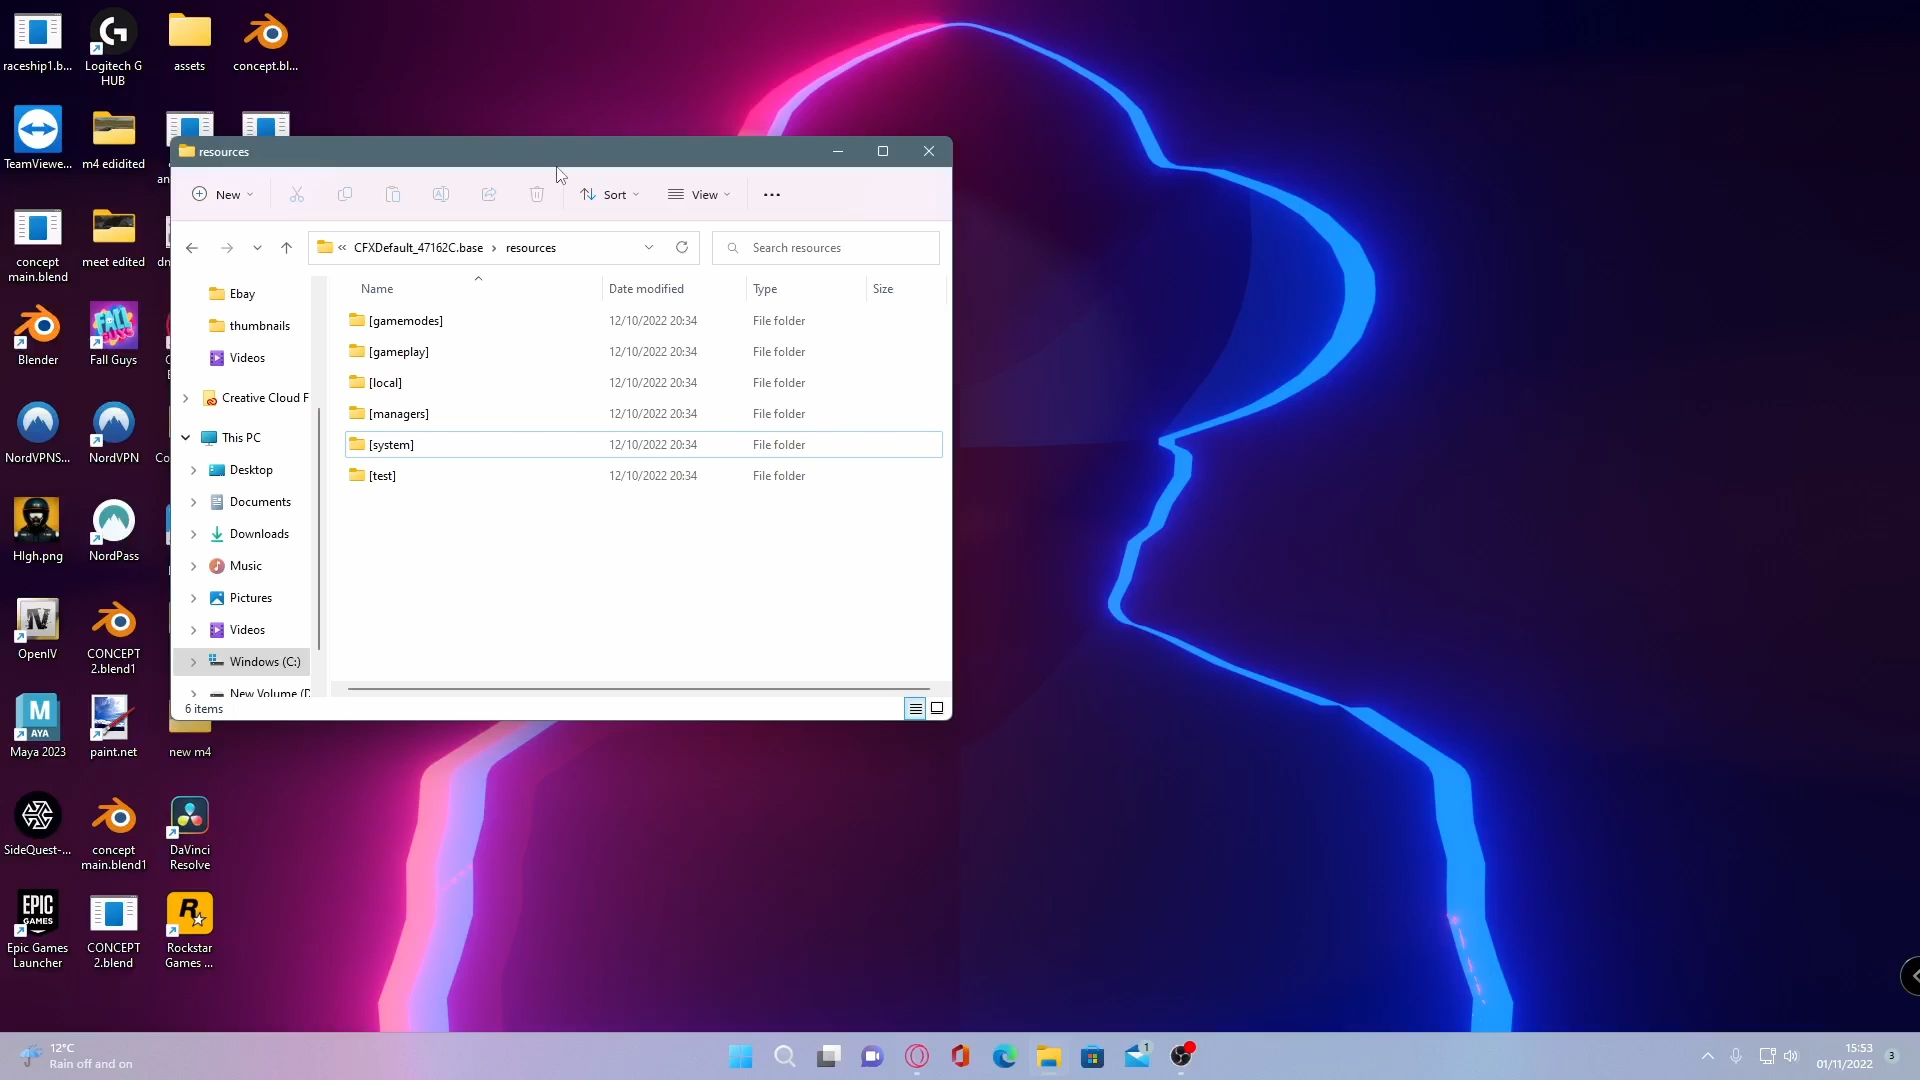 raceship1.b...
Logitech G
HUB
assets
concept.bl...
TeamViewe...
m4 edidited
an
concept
main.blend
meet edited
dn
Blender
Fall Guys
NordVPNS...
NordVPN
Co
HIgh.png
NordPass
OpenIV
CONCEPT
2.blend1
Maya 2023
paint.net
new m4
SideQuest-...
concept
main.blend1
DaVinci
Resolve
EPIC
GAMES
Epic Games
Launcher
CONCEPT
2.blend
Rockstar
Games ...
M
AYA
FALL
GUYS
resources
New
Sort
View
CFXDefault_47162C.base
resources
Search resources
Ebay
thumbnails
Videos
Creative Cloud F
This PC
Desktop
Documents
Downloads
Music
Pictures
Videos
Windows (C:)
New Volume (D
Name Date modified Type Size
[gamemodes] 12/10/2022 20:34 File folder
[gameplay] 12/10/2022 20:34 File folder
[local] 12/10/2022 20:34 File folder
[managers] 12/10/2022 20:34 File folder
[system] 12/10/2022 20:34 File folder
[test] 12/10/2022 20:34 File folder
6 items
12°C
Rain off and on
1
15:53
01/11/2022
3